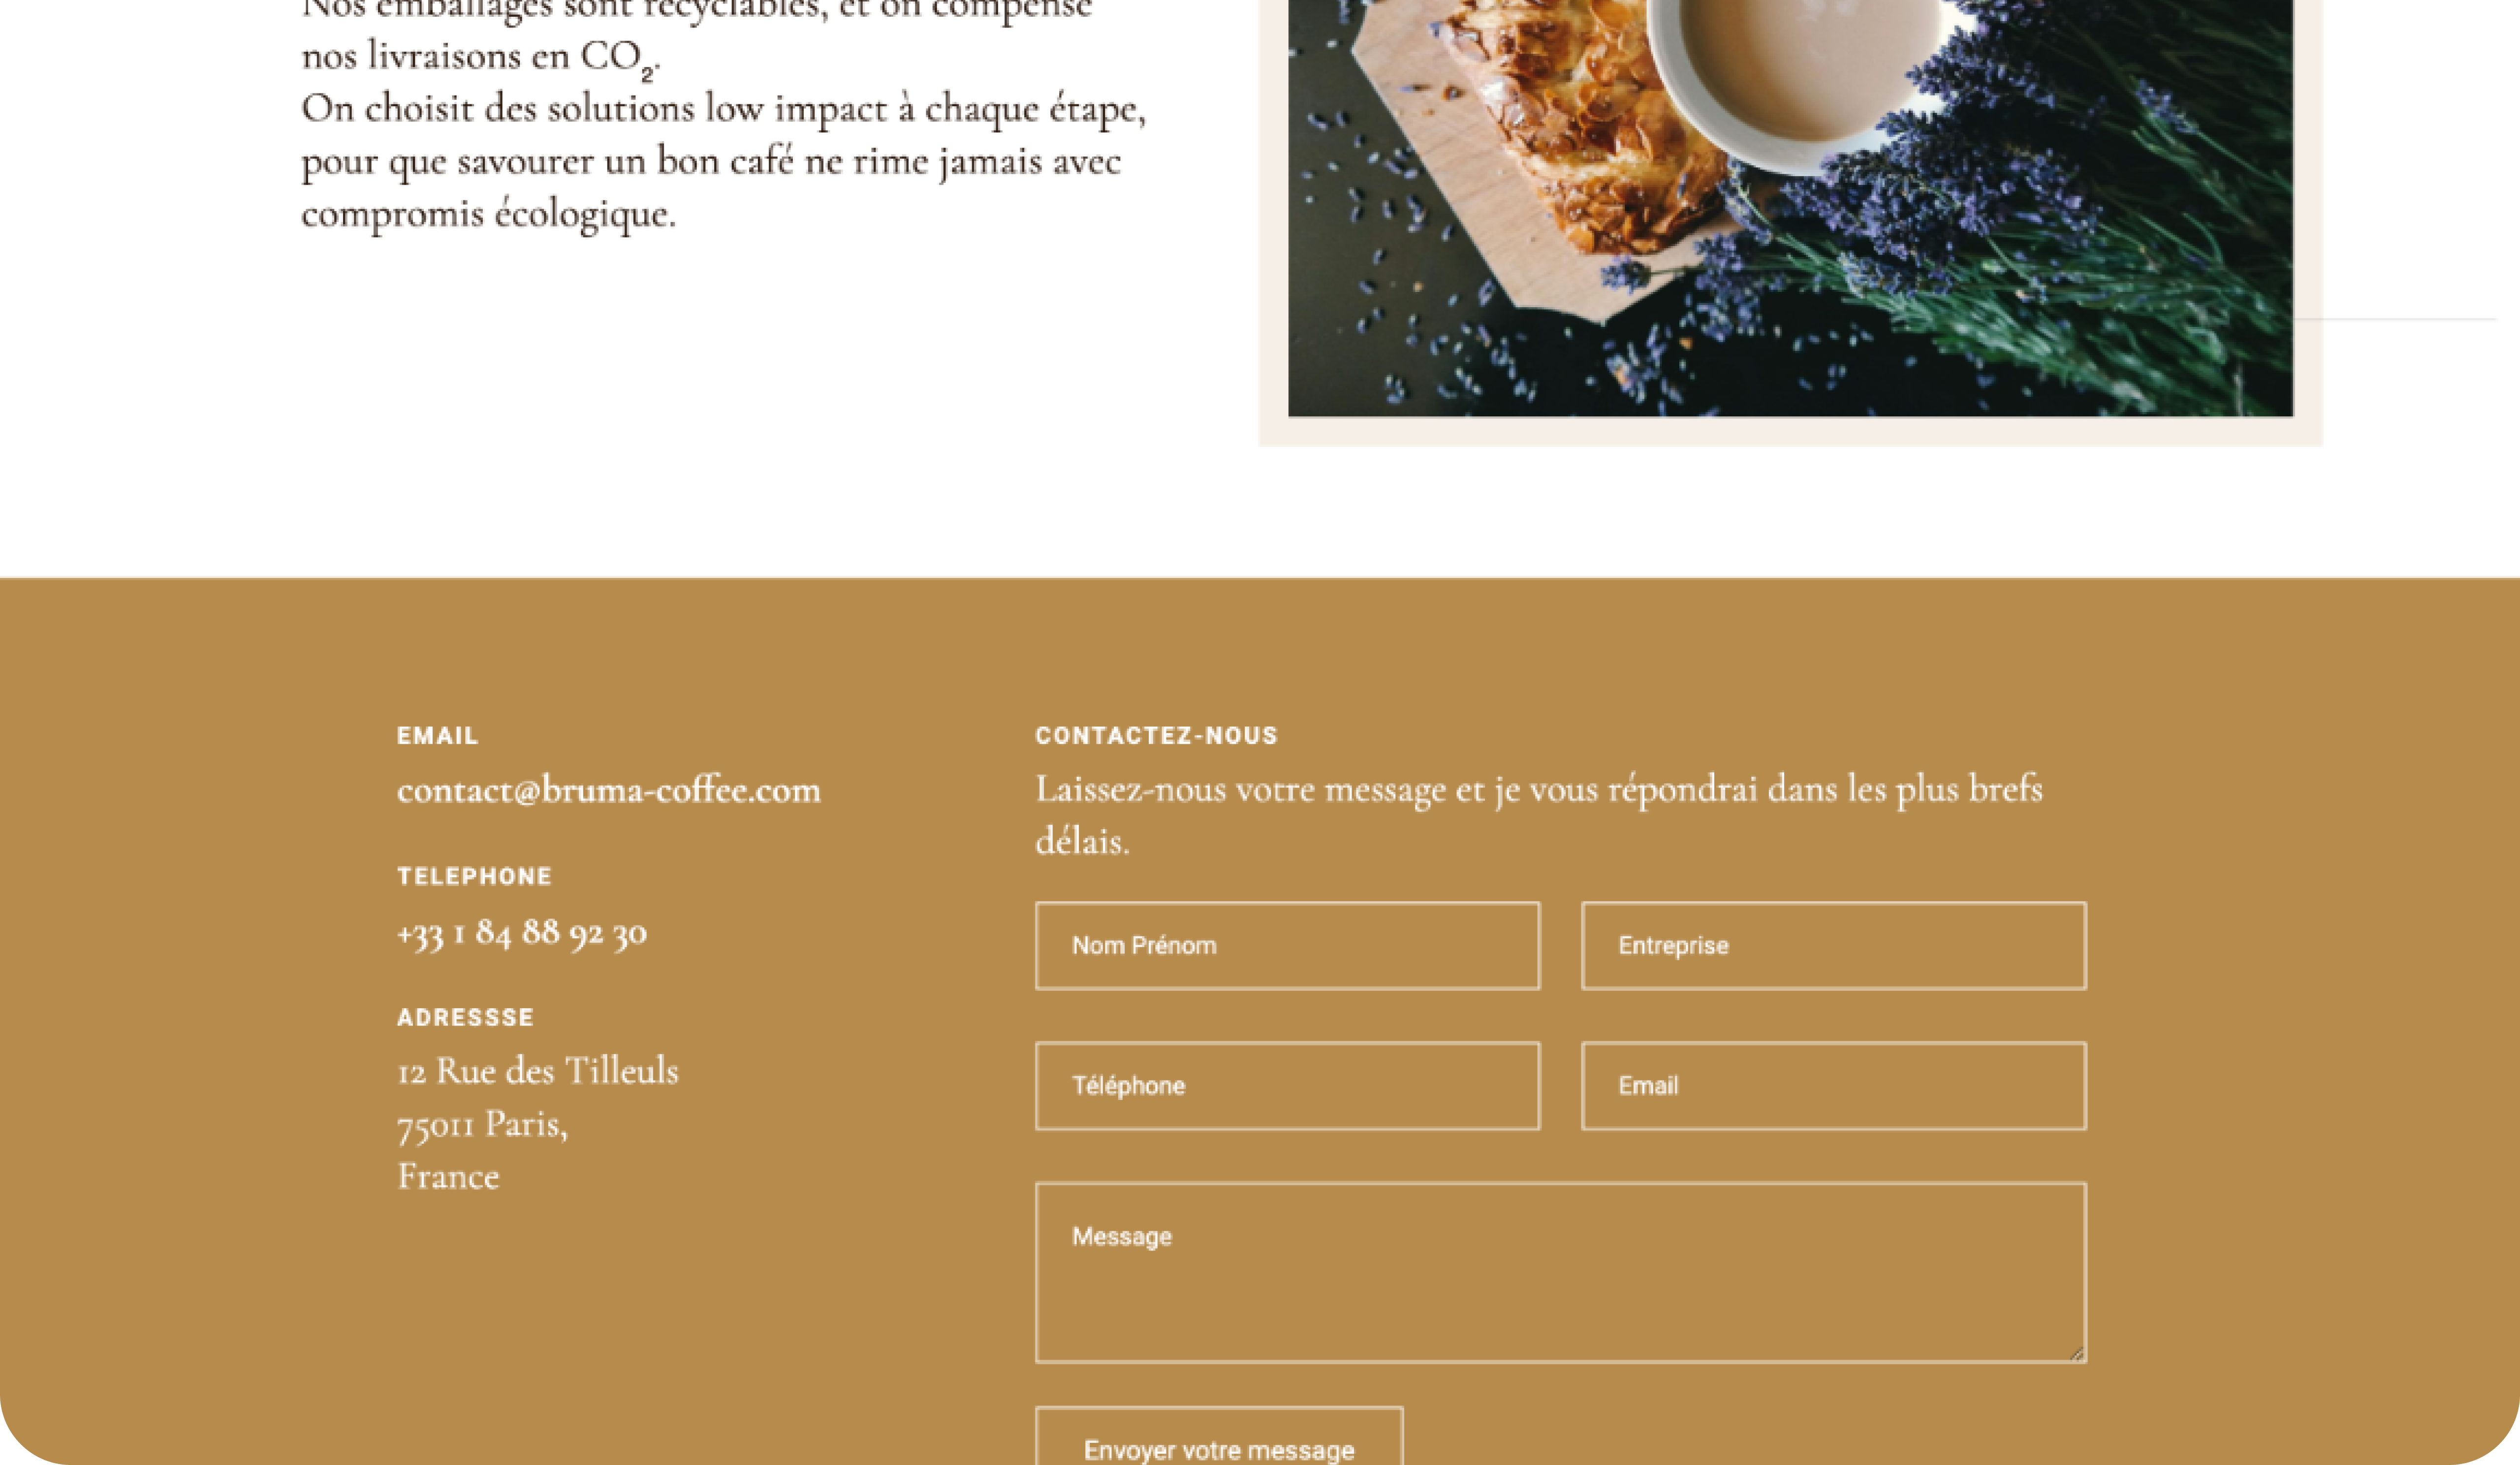 Nos emballages sont recyclables, et on compense
nos livraisons en CO₂.
On choisit des solutions low impact à chaque étape,
pour que savourer un bon café ne rime jamais avec
compromis écologique.
EMAIL
contact@bruma-coffee.com
TELEPHONE
+33 1 84 88 92 30
ADRESSSE
12 Rue des Tilleuls
75011 Paris,
France
CONTACTEZ-NOUS
Laissez-nous votre message et je vous répondrai dans les plus brefs
délais.
Nom Prénom
Entreprise
Téléphone
Email
Message
Envoyer votre message